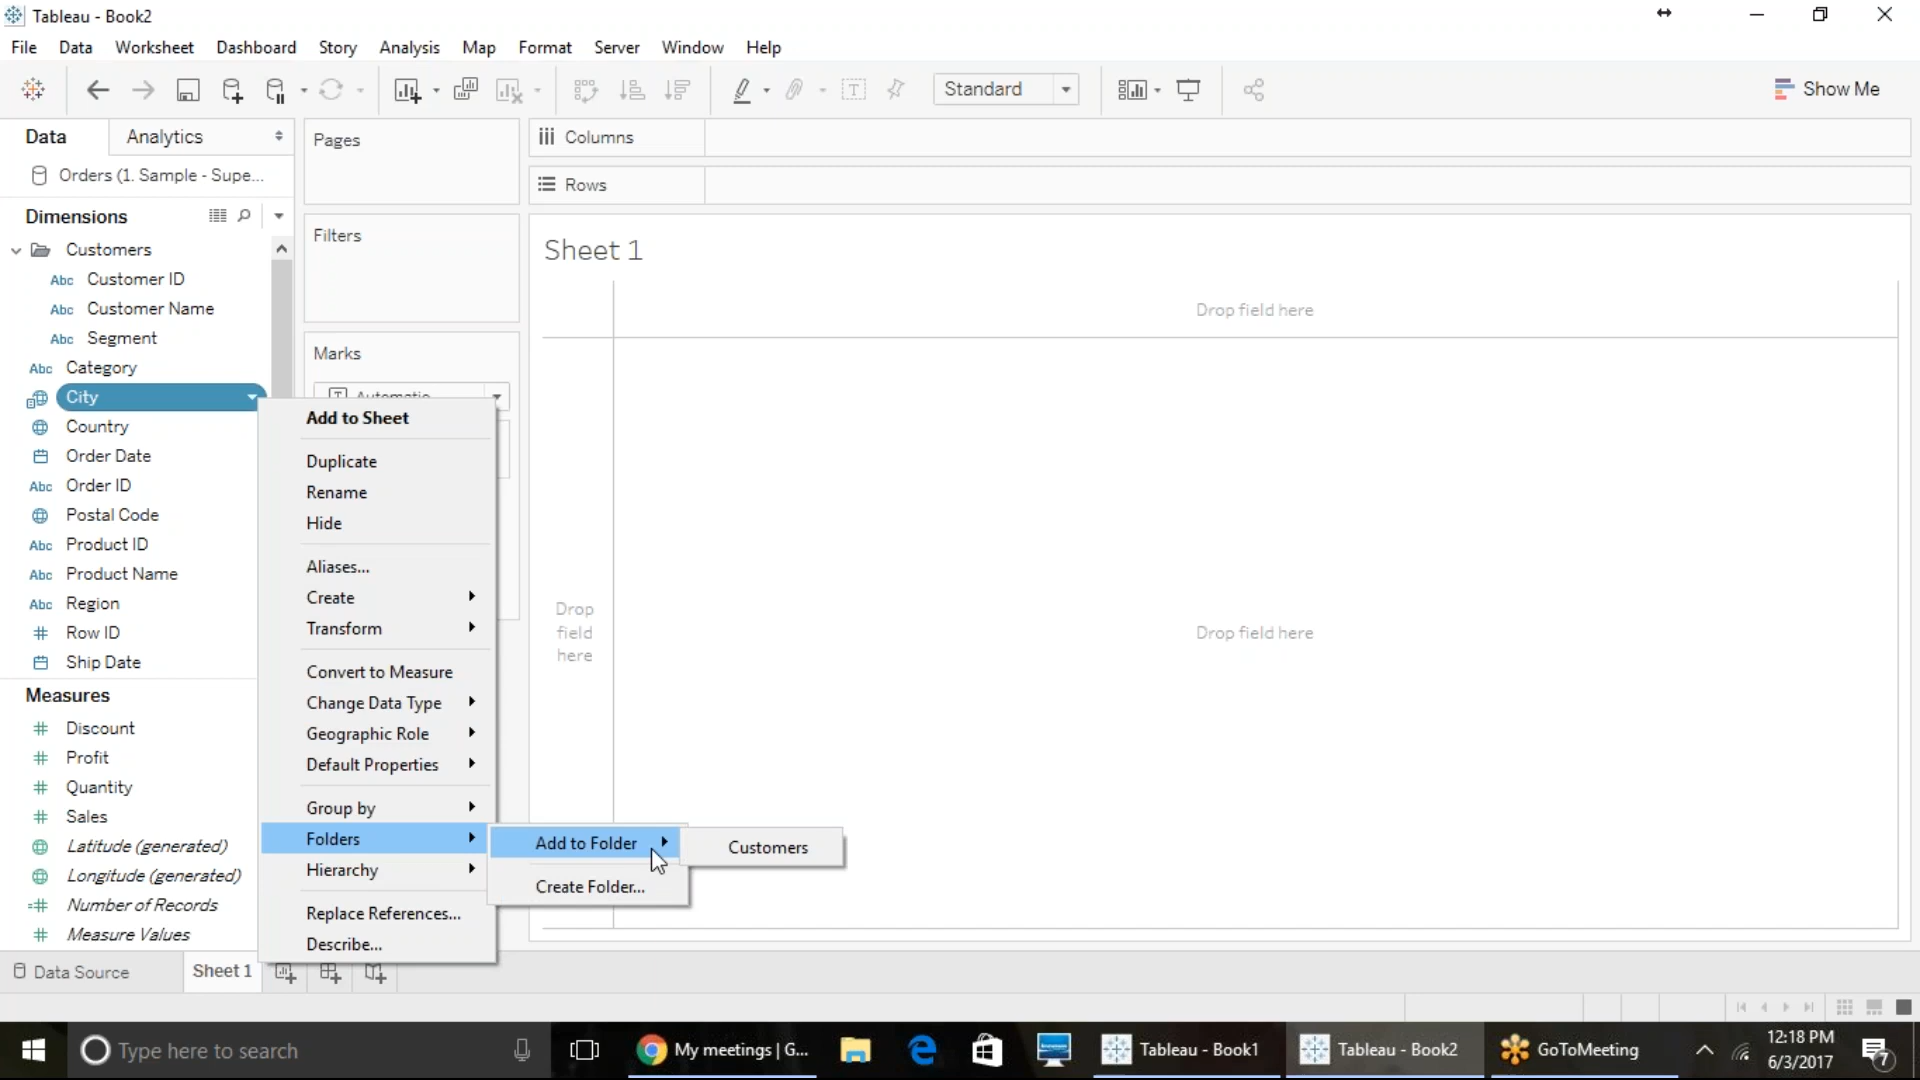 Tableau - Book2
File Data Worksheet Dashboard Story Analysis Map Format Server Window Help
Standard
Show Me
Data Analytics
Orders (1. Sample - Supe...
Dimensions
Customers
Abc Customer ID
Abc Customer Name
Abc Segment
Abc Category
City
Country
Order Date
Abc Order ID
Postal Code
Abc Product ID
Abc Product Name
Abc Region
# Row ID
Ship Date
Measures
# Discount
# Profit
# Quantity
# Sales
Latitude (generated)
Longitude (generated)
=# Number of Records
# Measure Values
Pages
Filters
Marks
Automatic
Columns
Rows
Sheet 1
Drop field here
Drop
field
here
Drop field here
Add to Sheet
Duplicate
Rename
Hide
Aliases...
Create
Transform
Convert to Measure
Change Data Type
Geographic Role
Default Properties
Group by
Folders
Hierarchy
Replace References...
Describe...
Add to Folder
Create Folder...
Customers
Data Source
Sheet 1
Type here to search
My meetings | G...
Tableau - Book1
Tableau - Book2
GoToMeeting
12:18 PM
6/3/2017
7